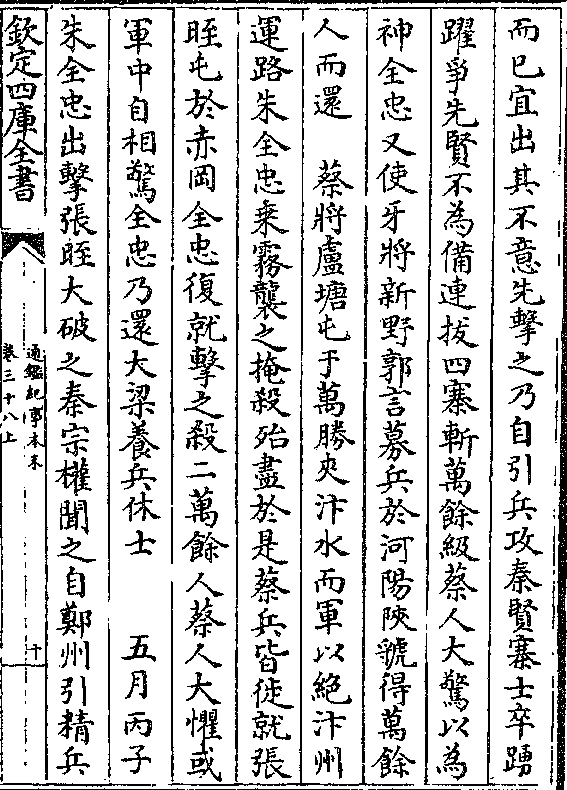 而已宜出其不意先擊之乃自引兵攻秦賢寨士卒踴
躍爭先賢不為備連拔四寨斬萬餘級蔡人大驚以為
神全忠又使牙將新野郭言募兵於河陽陜虢得萬餘
人而還　蔡將盧塘屯于萬勝夾汴水而軍以絕汴州
運路朱全忠乗霧襲之掩殺殆盡於是蔡兵皆徙就張
晊屯於赤岡全忠復就擊之殺二萬餘人蔡人大懼或
軍中自相驚全忠乃還大梁養兵休士　五月丙子
朱全忠出擊張晊大破之秦宗權聞之自鄭州引精兵
欽定四庫全書
通鑑紀事本末
卷三十八上
十